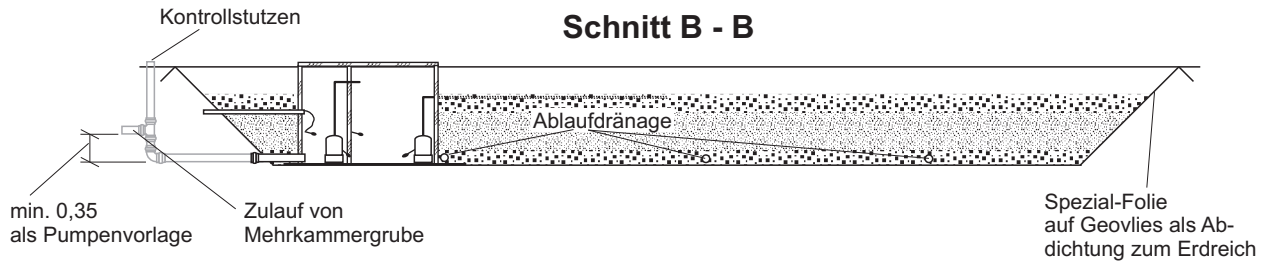 Kontrollstutzen
Schnitt B - B
Ablaufdränage
min. 0,35
als Pumpenvorlage
Zulauf von
Mehrkammergrube
Spezial-Folie
auf Geovlies als Ab-
dichtung zum Erdreich